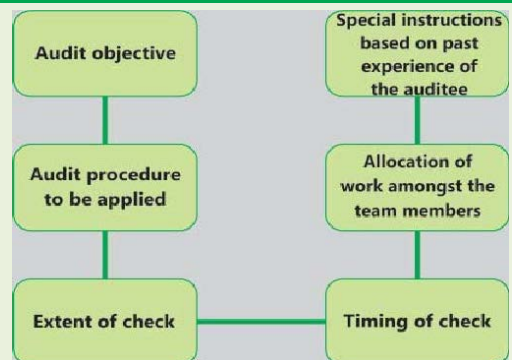 Audit objective
Special instructions
based on past
experience of
the auditee
Audit procedure
to be applied
Allocation of
work amongst the
team members
Extent of check
Timing of check